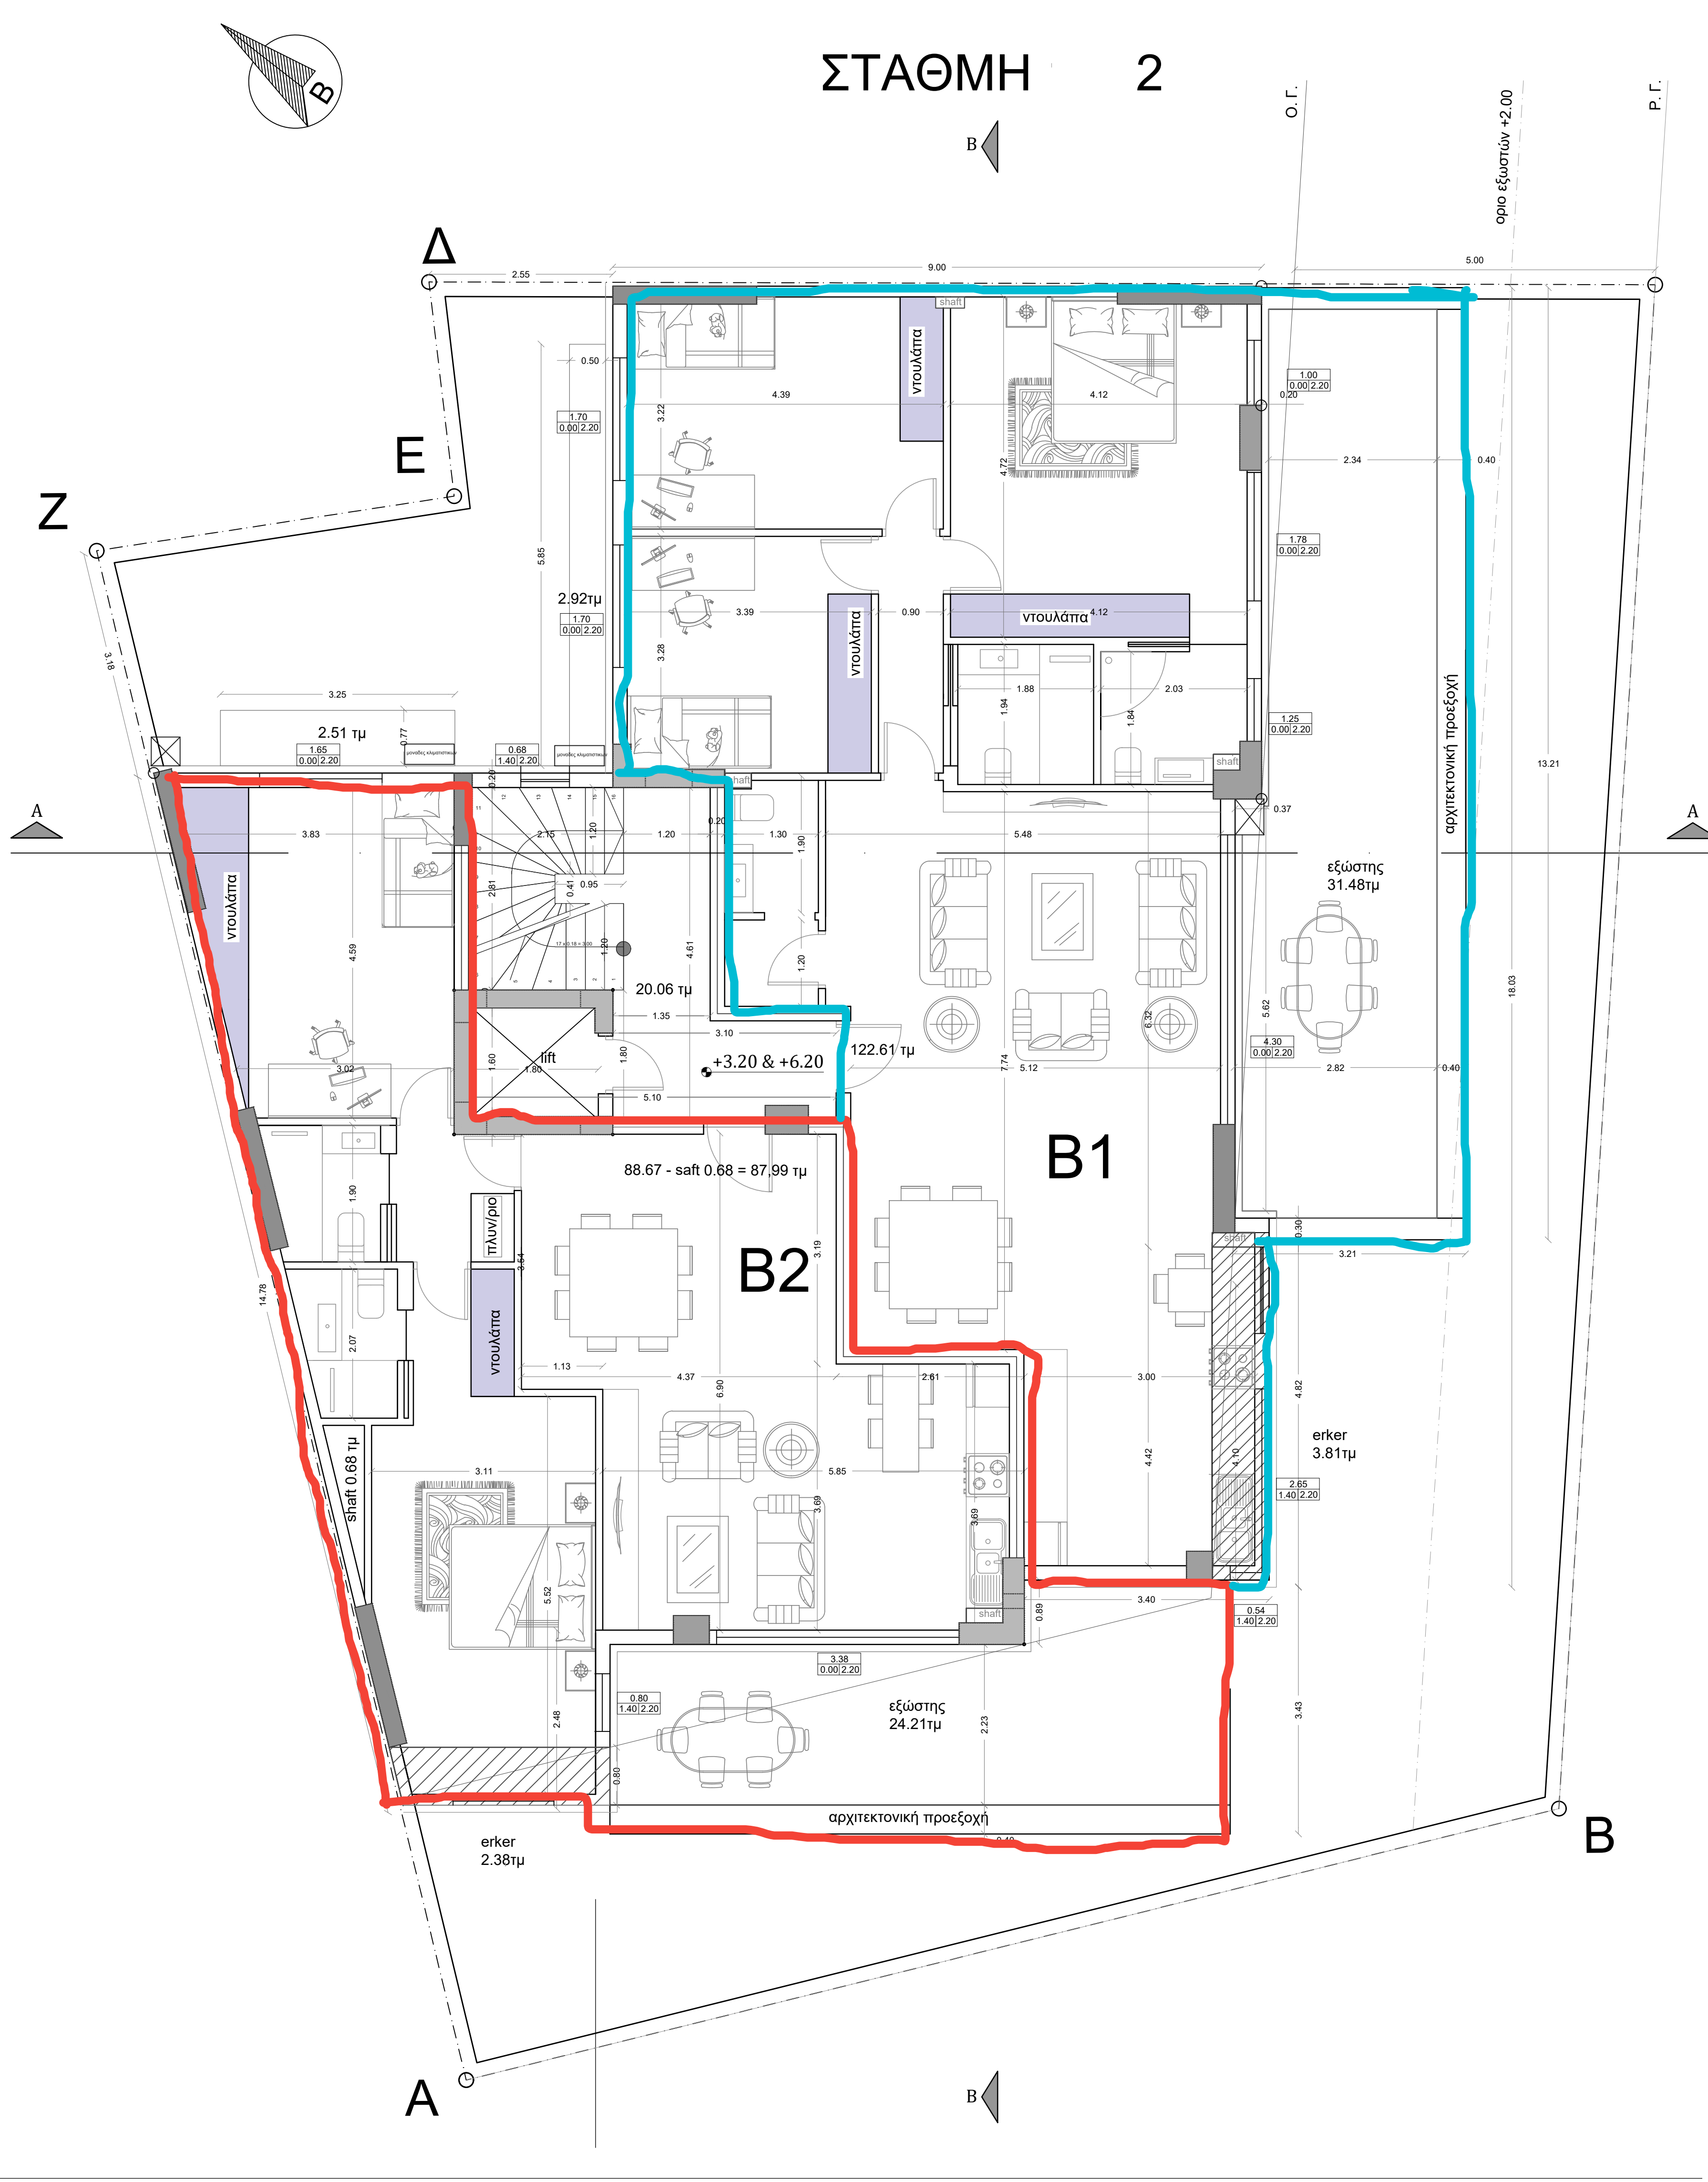 ΣΤΑΘΜΗ 2
B
B
Ο. Γ.
οριο εξωστών +2.00
Ρ. Γ.
Δ
2.55
9.00
5.00
shaft
ντουλάπα
0.50
1.00
0.00 2.20
0.20
4.39
4.12
1.70
0.00 2.20
3.22
E
4.72
2.34
0.40
Z
1.78
0.00 2.20
5.85
2.92τμ
1.70
0.00 2.20
3.39
0.90
ντουλάπα
4.12
ντουλάπα
3.28
3.18
1.88
2.03
1.94
1.84
αρχιτεκτονική προεξοχή
3.25
2.51 τμ
0.77
1.65
0.00 2.20
0.68
1.40 2.20
1.25
0.00 2.20
shaft
13.21
0.20
shaft
A
A
0.37
3.83
2.15
1.20
1.20
0.20
1.30
1.90
5.48
ντουλάπα
2.81
0.41
0.95
εξώστης
31.48τμ
4.59
17 x 0.18 = 3.00
1.20
4.61
1.20
20.06 τμ
18.03
1.35
3.10
5.62
6.32
lift
1.60
1.80
1.80
+3.20 & +6.20
122.61 τμ
7.74
4.30
0.00 2.20
3.02
5.12
2.82
0.40
5.10
B1
88.67 - saft 0.68 = 87,99 τμ
1.90
πλυν/ριο
3.54
B2
3.19
shaft
0.30
3.21
14.78
2.07
ντουλάπα
1.13
4.37
2.61
3.00
6.90
4.82
shaft 0.68 τμ
3.11
5.85
4.42
4.10
erker
3.81τμ
3.69
3.69
2.65
1.40 2.20
5.52
shaft
0.89
3.40
0.54
1.40 2.20
3.38
0.00 2.20
0.80
1.40 2.20
2.48
εξώστης
24.21τμ
2.23
3.43
0.80
αρχιτεκτονική προεξοχή
erker
2.38τμ
B
A
B